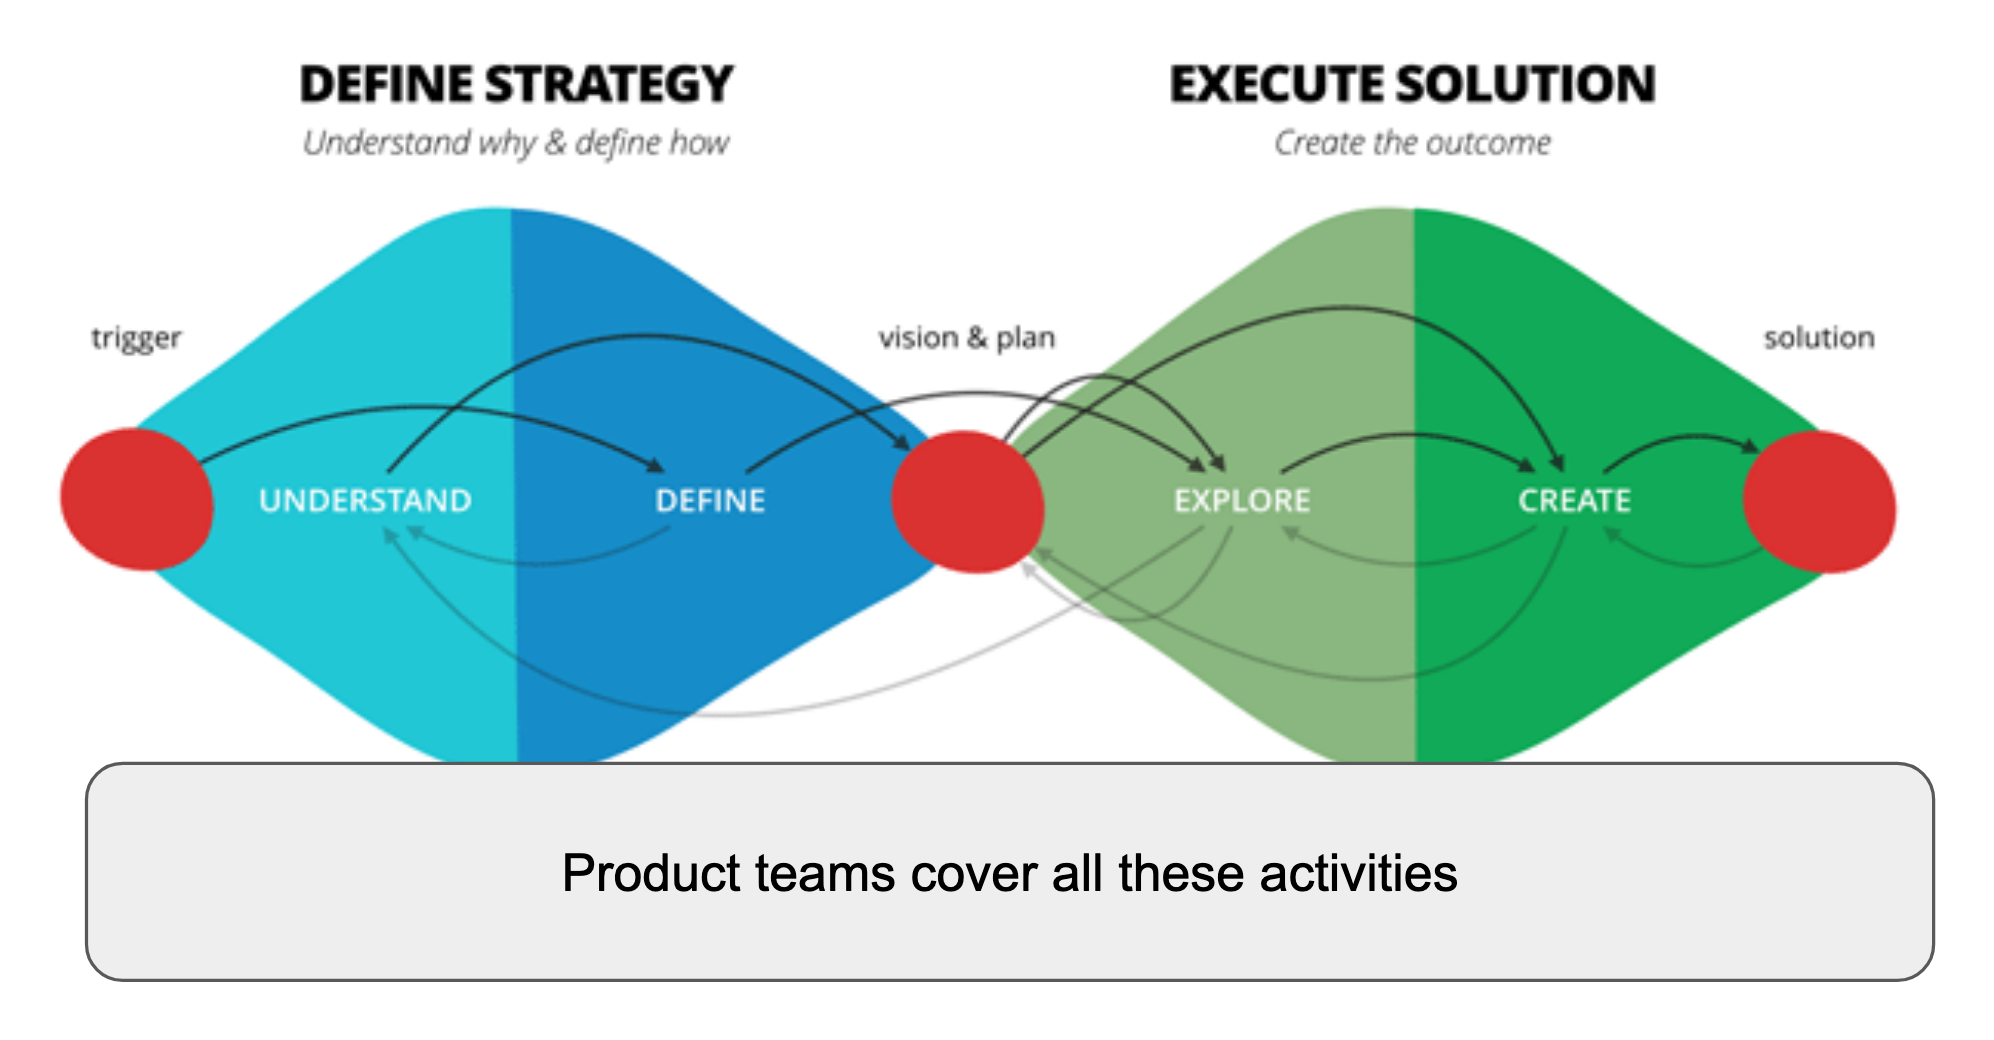 DEFINE STRATEGY
Understand why & define how
EXECUTE SOLUTION
Create the outcome
trigger
vision & plan
solution
UNDERSTAND
DEFINE
EXPLORE
CREATE
Product teams cover all these activities